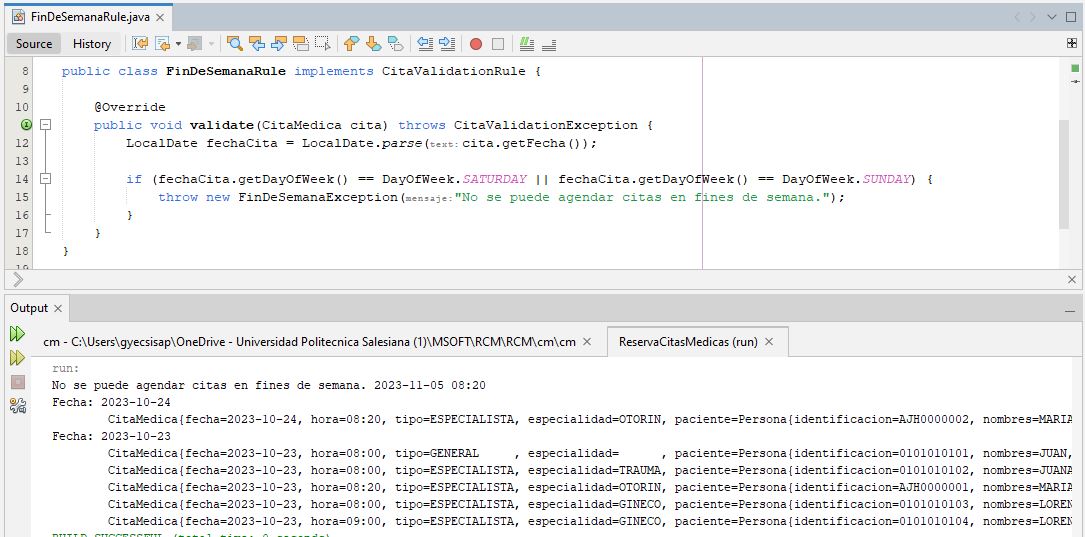 FinDeSemanaRule.java
Source History
8 public class FinDeSemanaRule implements CitaValidationRule {
9
10 @Override
public void validate(CitaMedica cita) throws CitaValidationException {
12 LocalDate fechaCita = LocalDate.parse(text: cita.getFecha());
13
14 if (fechaCita.getDayOfWeek() == DayOfWeek.SATURDAY || fechaCita.getDayOfWeek() == DayOfWeek.SUNDAY) {
15 throw new FinDeSemanaException(mensaje: "No se puede agendar citas en fines de semana.");
16 }
17 }
18 }
19
Output
cm - C:\Users\gyecsisap\OneDrive - Universidad Politecnica Salesiana (1)\MSOFT\RCM\RCM\cm\cm ReservaCitasMedicas (run)
run:
No se puede agendar citas en fines de semana. 2023-11-05 08:20
Fecha: 2023-10-24
CitaMedica{fecha=2023-10-24, hora=08:20, tipo=ESPECIALISTA, especialidad=OTORIN, paciente=Persona{identificacion=AJH0000002, nombres=MARIA
Fecha: 2023-10-23
CitaMedica{fecha=2023-10-23, hora=08:00, tipo=GENERAL , especialidad= , paciente=Persona{identificacion=0101010101, nombres=JUAN,
CitaMedica{fecha=2023-10-23, hora=08:00, tipo=ESPECIALISTA, especialidad=TRAUMA, paciente=Persona{identificacion=0101010102, nombres=JUANA
CitaMedica{fecha=2023-10-23, hora=08:20, tipo=ESPECIALISTA, especialidad=OTORIN, paciente=Persona{identificacion=AJH0000001, nombres=MARIA
CitaMedica{fecha=2023-10-23, hora=08:00, tipo=ESPECIALISTA, especialidad=GINECO, paciente=Persona{identificacion=0101010103, nombres=LOREN
CitaMedica{fecha=2023-10-23, hora=09:00, tipo=ESPECIALISTA, especialidad=GINECO, paciente=Persona{identificacion=0101010104, nombres=LOREN
BUILD SUCCESSFUL (total time: 0 seconds)